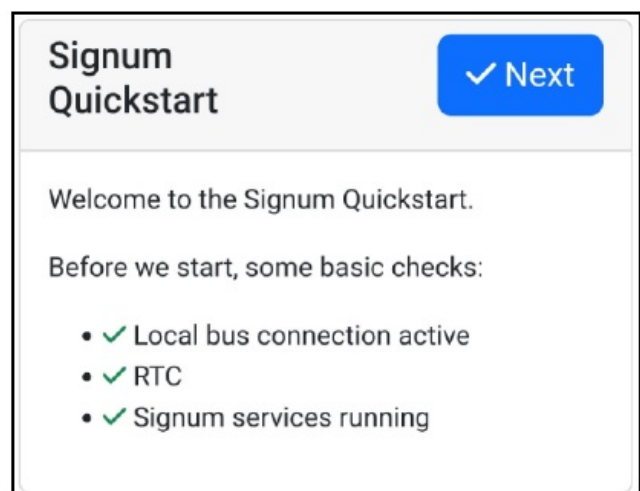 Signum
Quickstart
Next
Welcome to the Signum Quickstart.
Before we start, some basic checks:
Local bus connection active
RTC
Signum services running